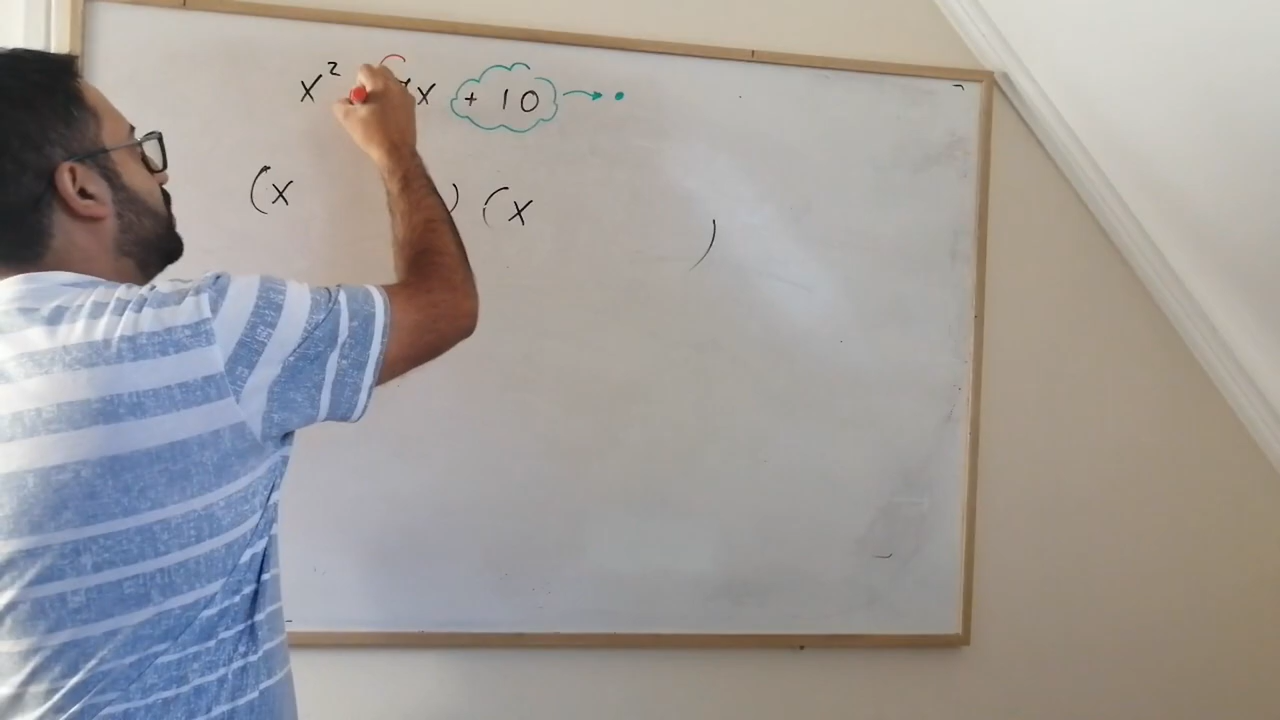 x² x + 10 → •
(x ) (x )